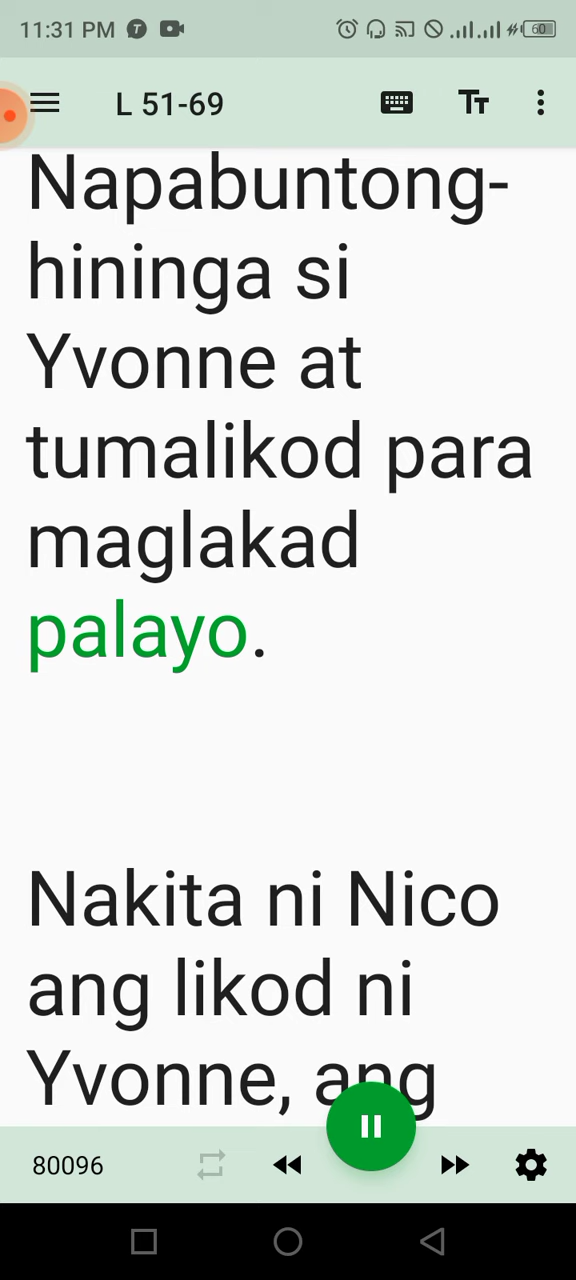 11:31 PM
60
L 51-69
Napabuntong-
hininga si
Yvonne at
tumalikod para
maglakad
palayo.
Nakita ni Nico
ang likod ni
Yvonne, ang
80096